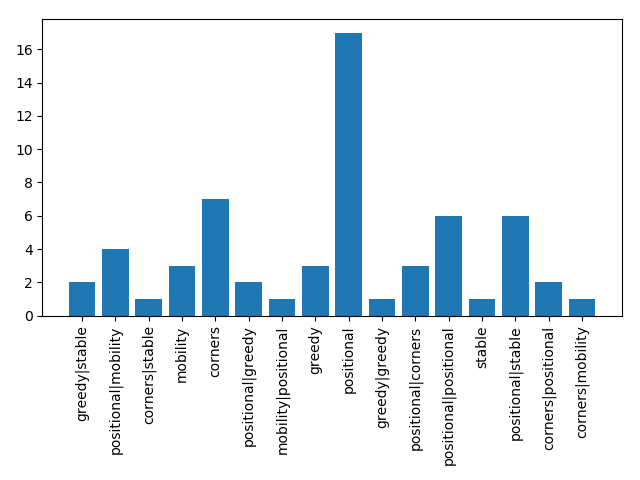 16
14
12
10
8
6
4
2
0
greedy|stable
positional|mobility
corners|stable
mobility
corners
positional|greedy
mobility|positional
greedy
positional
greedy|greedy
positional|corners
positional|positional
stable
positional|stable
corners|positional
corners|mobility